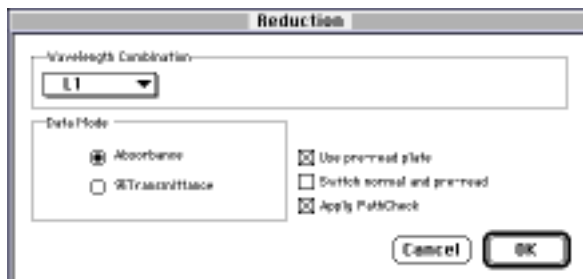 Reduction
Wavelength Combination
L1
Data Mode
Absorbance
%Transmittance
Use pre-read plate
Switch normal and pre-read
Apply PathCheck
Cancel
OK